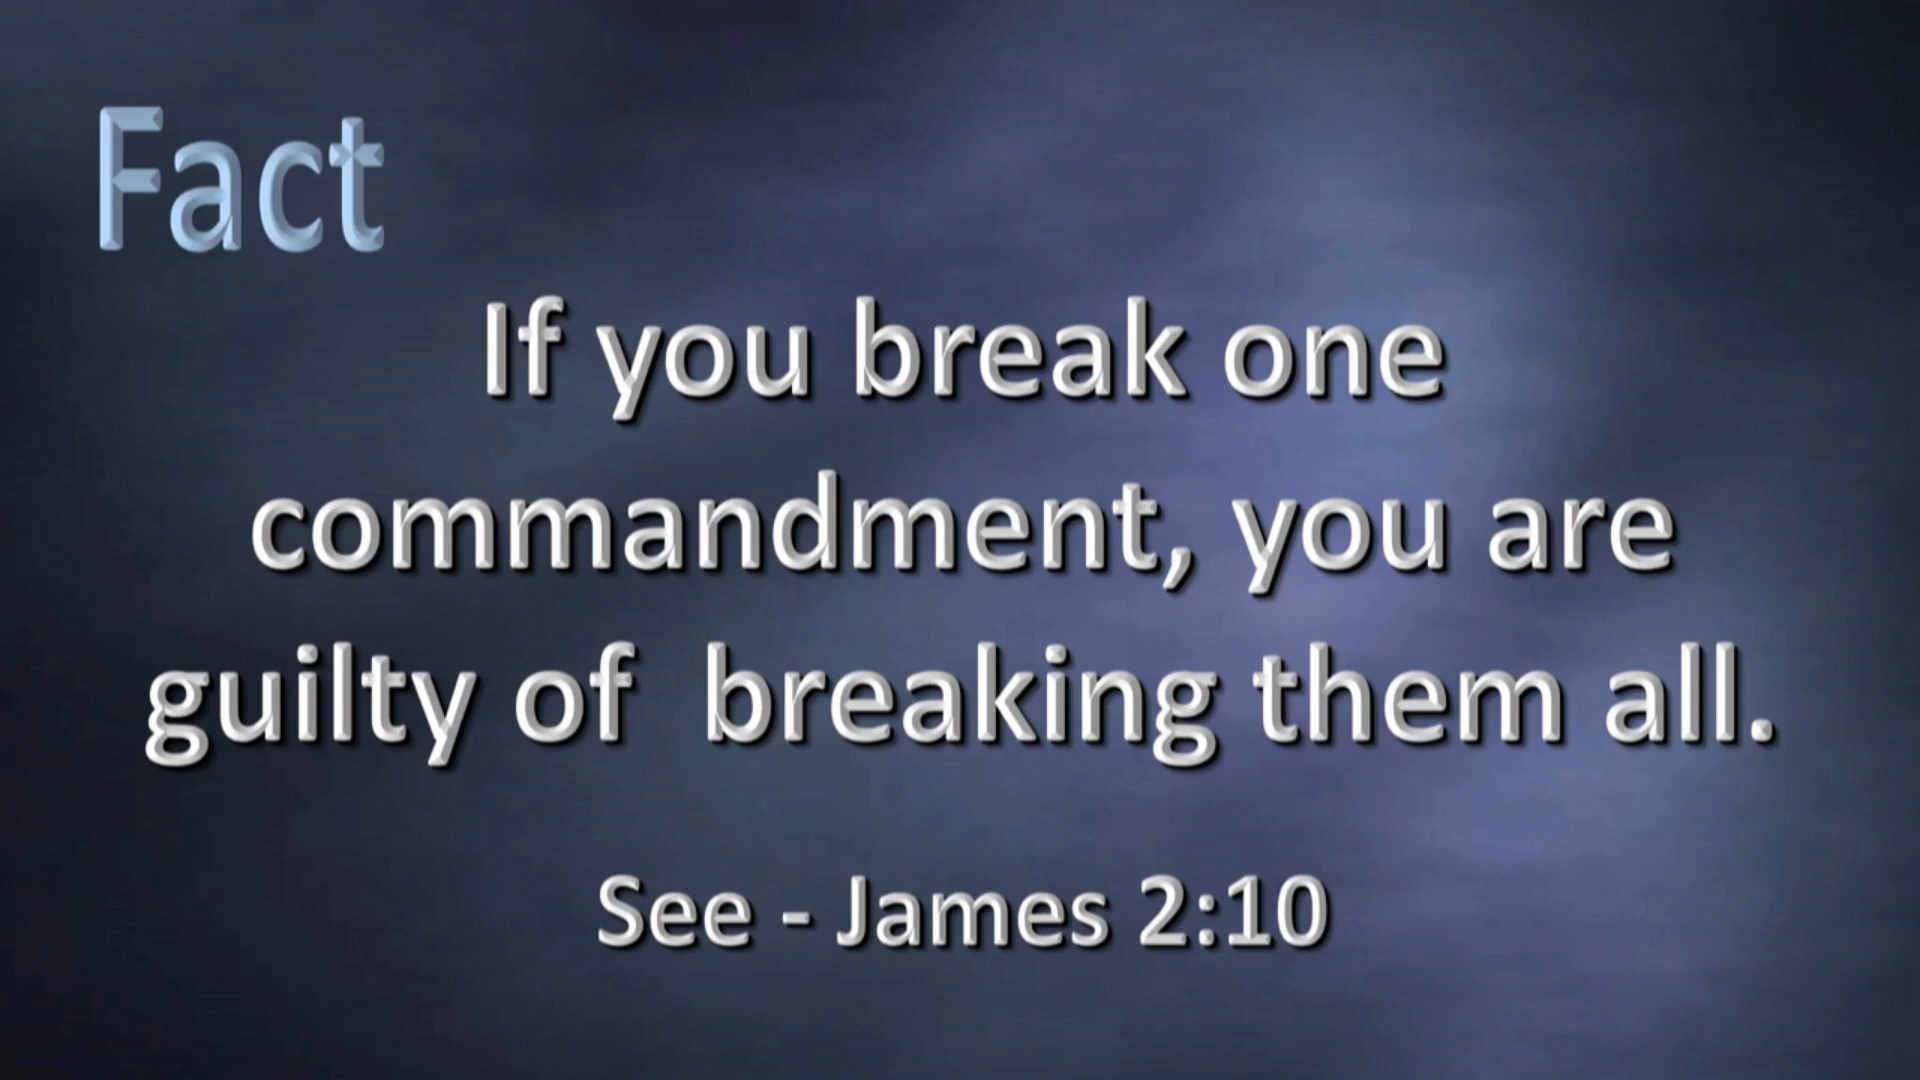 Fact
If you break one
commandment, you are
guilty of  breaking them all.
See - James 2:10